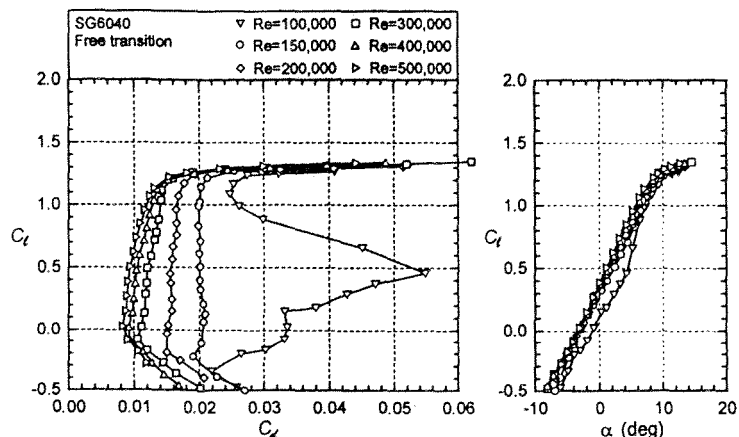 SG6040
Free transition
Re=100,000
Re=150,000
Re=200,000
Re=300,000
Re=400,000
Re=500,000
2.0
1.5
1.0
Cℓ
0.5
0.0
-0.5
0.00 0.01 0.02 0.03 0.04 0.05 0.06
Cd
2.0
1.5
1.0
Cℓ
0.5
0.0
-0.5
-10 0 10 20
α (deg)